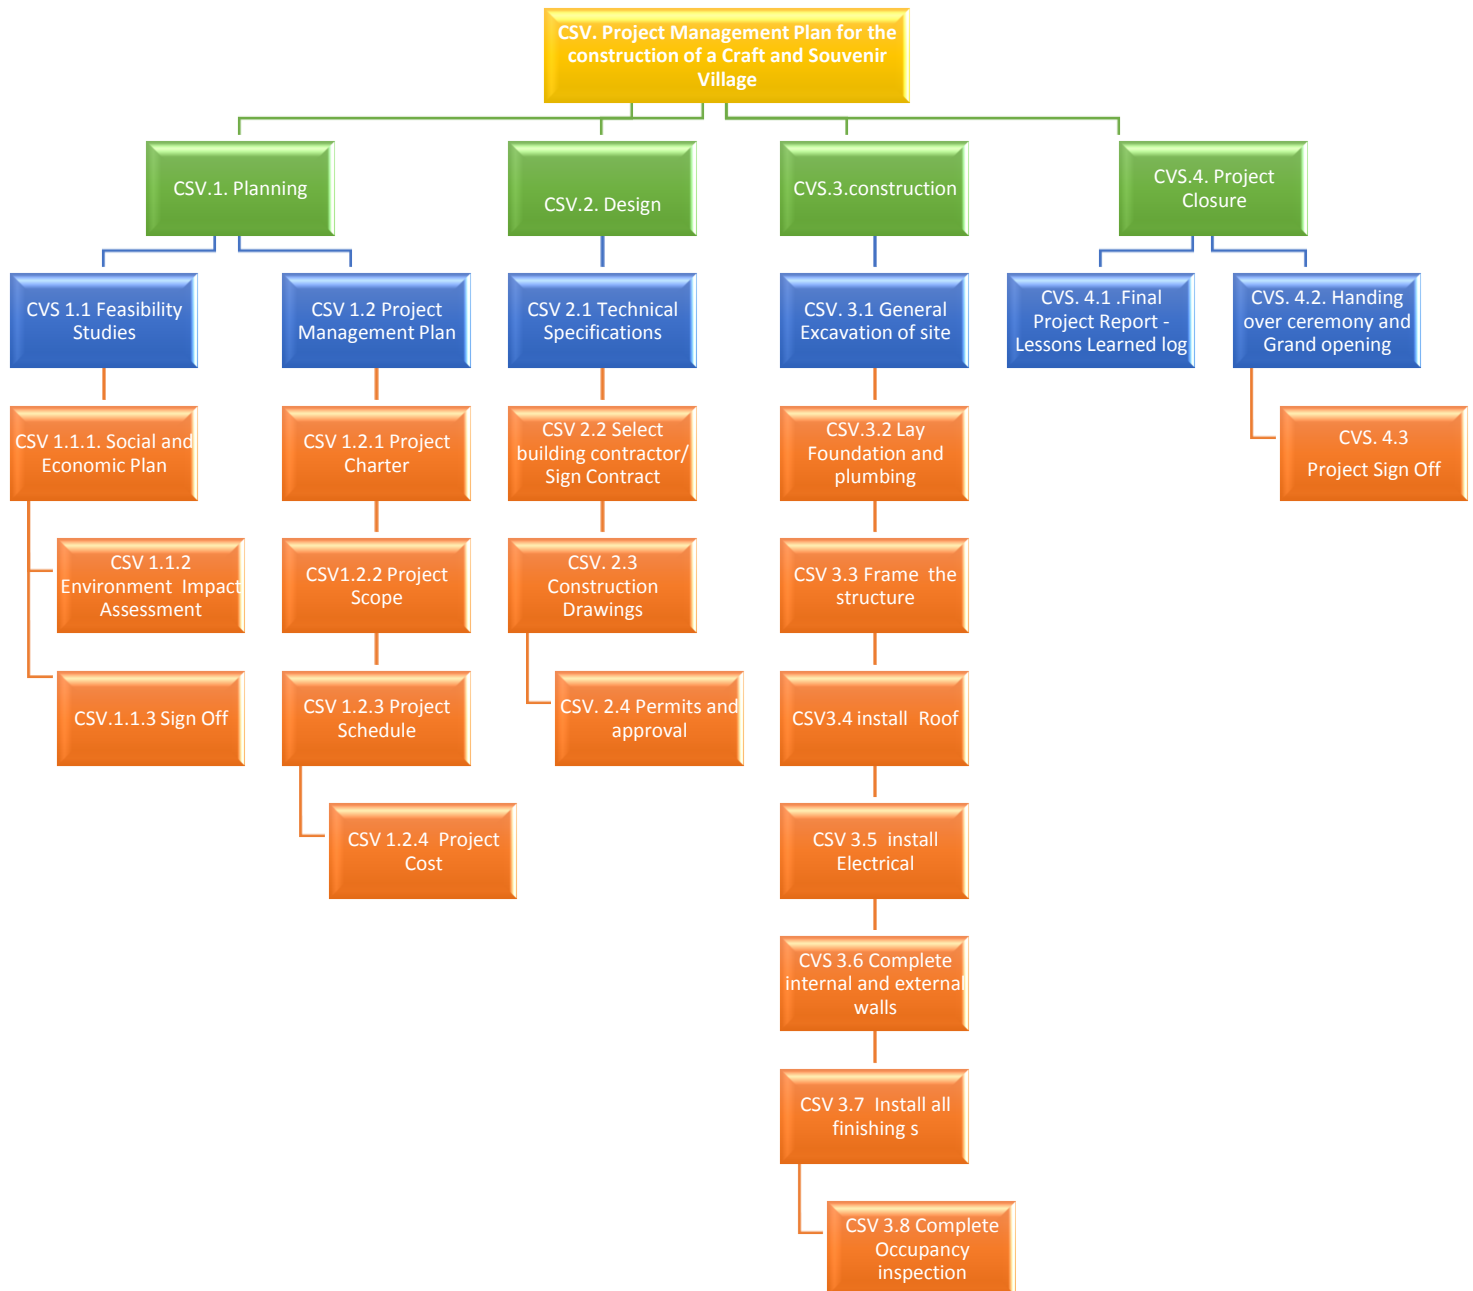 CSV. Project Management Plan for the
construction of a Craft and Souvenir
Village
CSV.1. Planning
CSV.2. Design
CVS.3.construction
CVS.4. Project
Closure
CVS 1.1 Feasibility
Studies
CSV 1.2 Project
Management Plan
CSV 2.1 Technical
Specifications
CSV. 3.1 General
Excavation of site
CVS. 4.1 .Final
Project Report -
Lessons Learned log
CVS. 4.2. Handing
over ceremony and
Grand opening
CSV 1.1.1. Social and
Economic Plan
CSV 1.2.1 Project
Charter
CSV 2.2 Select
building contractor/
Sign Contract
CSV.3.2 Lay
Foundation and
plumbing
CVS. 4.3
Project Sign Off
CSV 1.1.2
Environment  Impact
Assessment
CSV1.2.2 Project
Scope
CSV. 2.3
Construction
Drawings
CSV 3.3 Frame  the
structure
CSV.1.1.3 Sign Off
CSV 1.2.3 Project
Schedule
CSV. 2.4 Permits and
approval
CSV3.4 install  Roof
CSV 1.2.4  Project
Cost
CSV 3.5  install
Electrical
CVS 3.6 Complete
internal and external
walls
CSV 3.7  Install all
finishing s
CSV 3.8 Complete
Occupancy
inspection